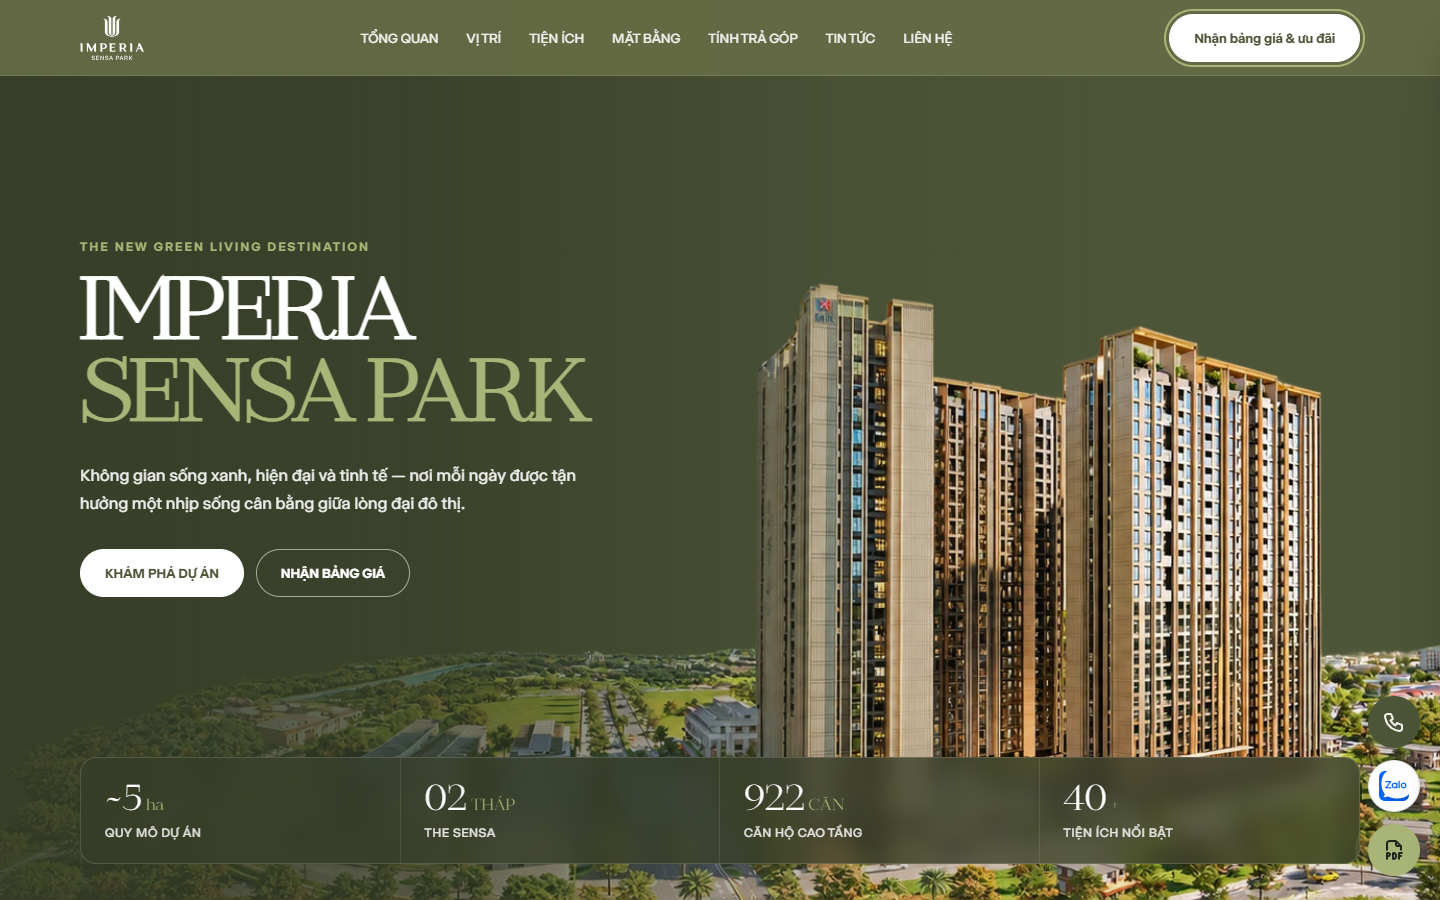 IMPERIA
SENSA PARK
TỔNG QUAN
VỊ TRÍ
TIỆN ÍCH
MẶT BẰNG
TÍNH TRẢ GÓP
TIN TỨC
LIÊN HỆ
Nhận bảng giá & ưu đãi
THE NEW GREEN LIVING DESTINATION
IMPERIA
SENSA PARK
Không gian sống xanh, hiện đại và tinh tế — nơi mỗi ngày được tận
hưởng một nhịp sống cân bằng giữa lòng đại đô thị.
KHÁM PHÁ DỰ ÁN
NHẬN BẢNG GIÁ
~5 ha
QUY MÔ DỰ ÁN
02 THÁP
THE SENSA
922 CĂN
CĂN HỘ CAO TẦNG
40 +
TIỆN ÍCH NỔI BẬT
Zalo
PDF